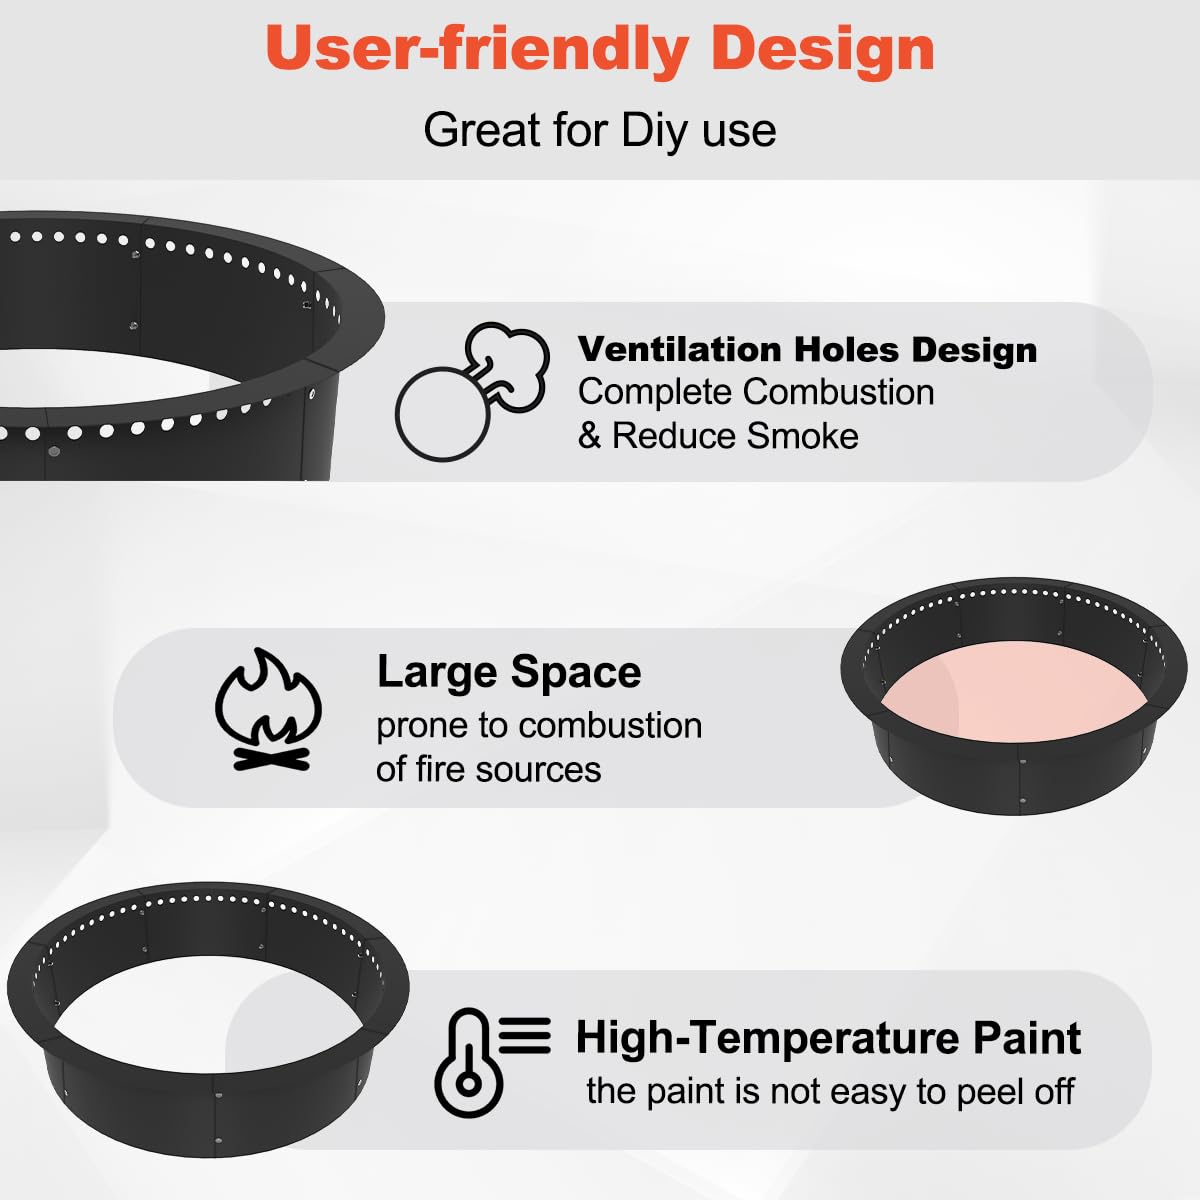 User-friendly Design
Great for Diy use
Ventilation Holes Design
Complete Combustion
& Reduce Smoke
Large Space
prone to combustion
of fire sources
High-Temperature Paint
the paint is not easy to peel off